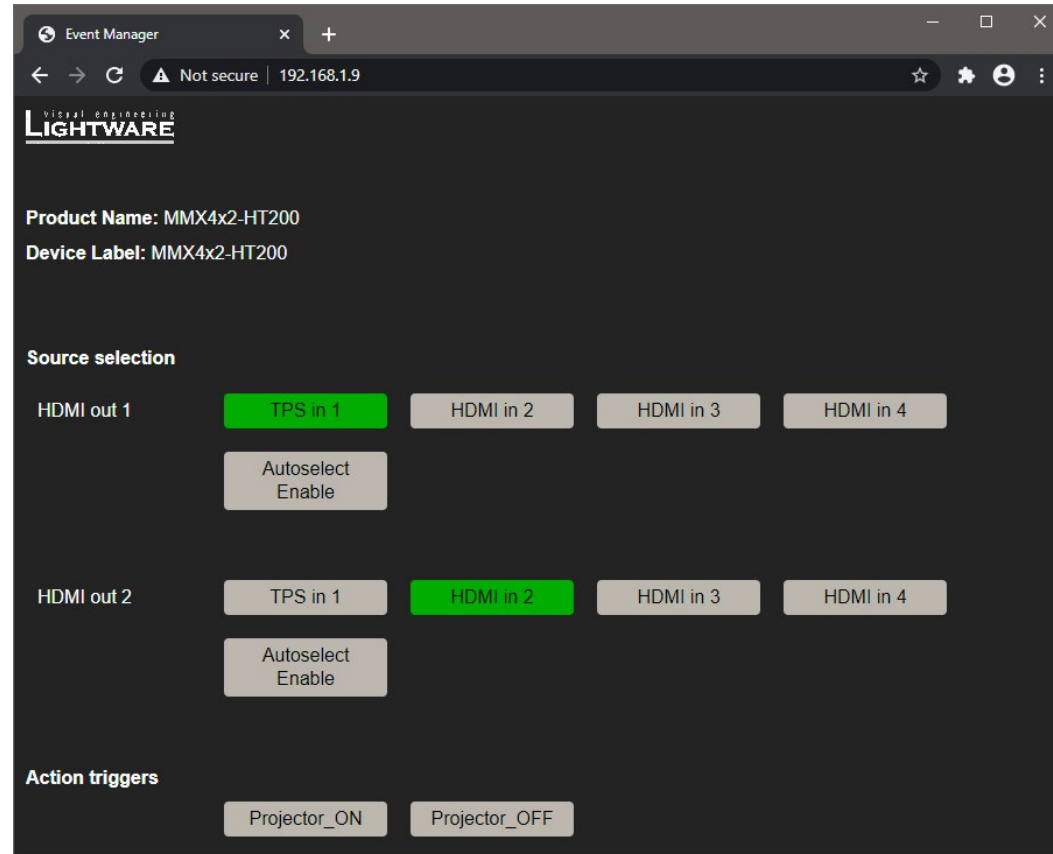 Event Manager
Not secure | 192.168.1.9
visual engineering
LIGHTWARE
Product Name: MMX4x2-HT200
Device Label: MMX4x2-HT200
Source selection
HDMI out 1 TPS in 1 HDMI in 2 HDMI in 3 HDMI in 4
Autoselect
Enable
HDMI out 2 TPS in 1 HDMI in 2 HDMI in 3 HDMI in 4
Autoselect
Enable
Action triggers
Projector_ON Projector_OFF